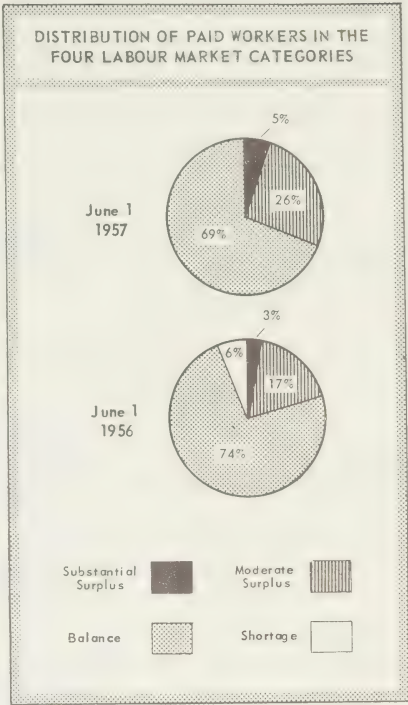 DISTRIBUTION OF PAID WORKERS IN THE
FOUR LABOUR MARKET CATEGORIES
5%
June 1
1957
26%
69%
3%
6%
17%
June 1
1956
74%
Substantial
Surplus
Moderate
Surplus
Balance
Shortage